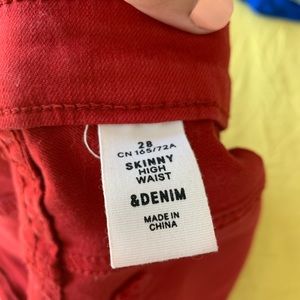 28
CN 165/72A
SKINNY
HIGH
WAIST
&DENIM
MADE IN
CHINA